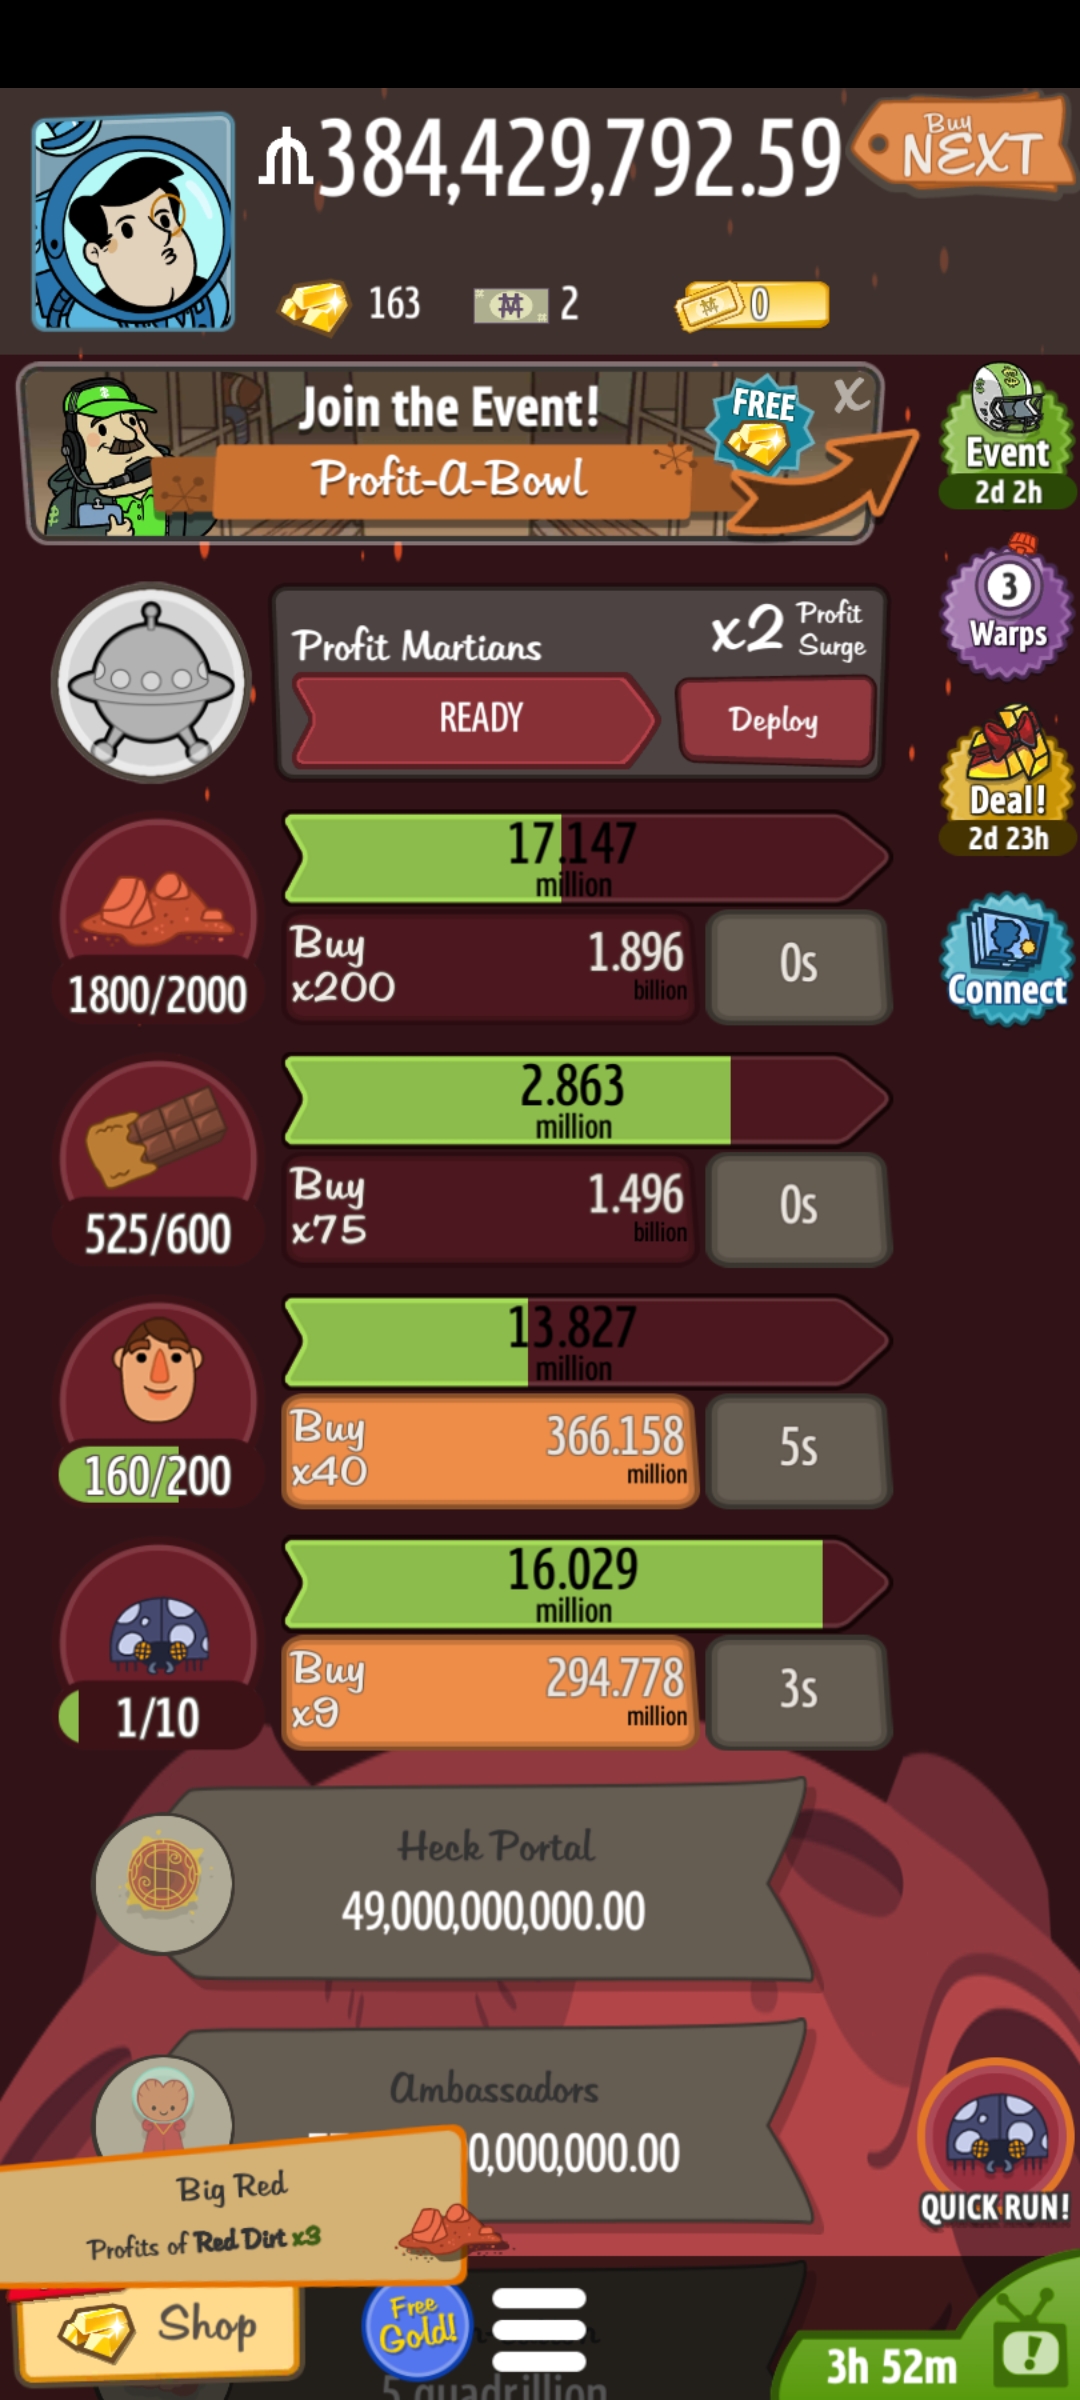 384,429,792.59
Buy
NEXT
163
2
0
Join the Event!
FREE
X
Profit-A-Bowl
Event
2d 2h
3
Warps
Profit Martians
x2 Profit Surge
READY
Deploy
Deal!
2d 23h
17.147
million
Buy
x200
1.896
billion
0s
1800/2000
Connect
2.863
million
Buy
x75
1.496
billion
0s
525/600
13.827
million
Buy
x40
366.158
million
5s
160/200
16.029
million
Buy
x9
294.778
million
3s
1/10
Heck Portal
49,000,000,000.00
Ambassadors
0,000,000.00
Big Red
Profits of Red Dirt x3
QUICK RUN!
Shop
Free
Gold!
3h 52m
5 quadrillion